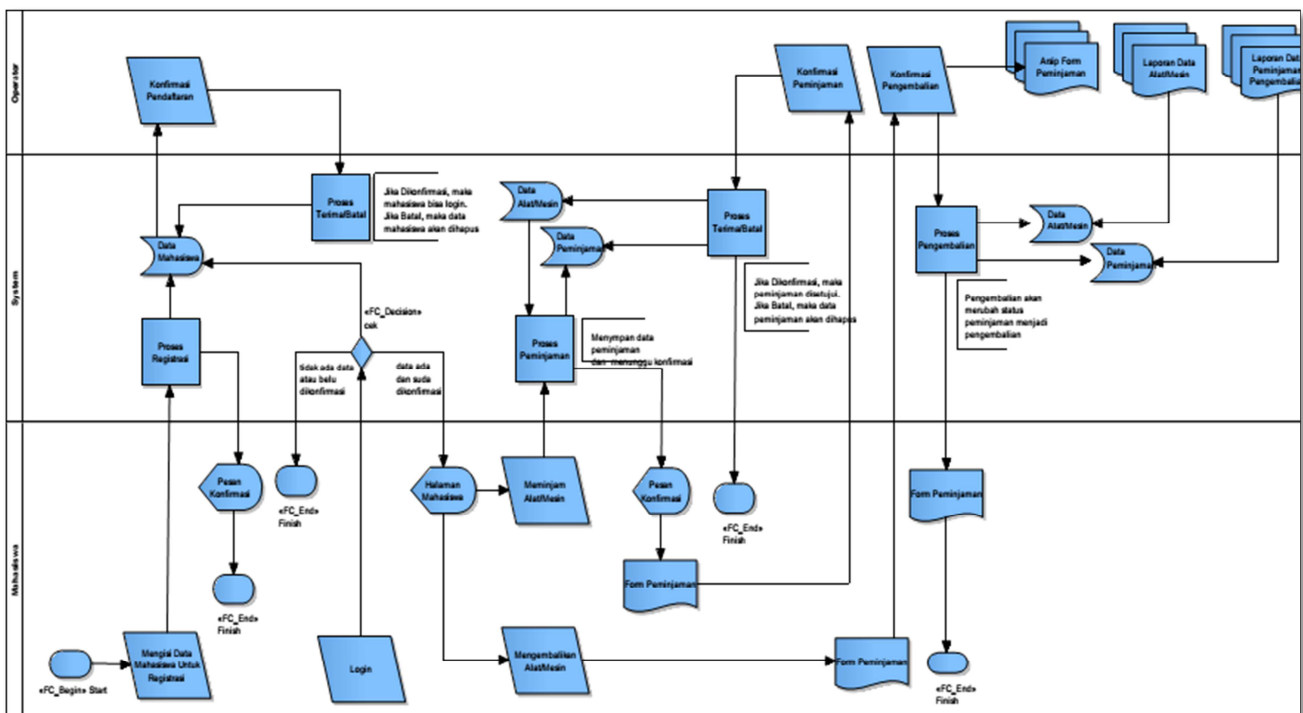 Operator
Konfirmasi
Pendaftaran
Konfirmasi
Peminjaman
Konfirmasi
Pengembalian
Arsip Form
Peminjaman
Laporan Data
Alat/Mesin
Laporan Data
Peminjaman
Pengembalian
System
Proses
Terima/Batal
Jika Dikonfirmasi, maka
mahasiswa bisa login.
Jika Batal, maka data
mahasiswa akan dihapus
Data
Mahasiswa
«FC_Decision»
cek
Proses
Registrasi
tidak ada data
atau belu
dikonfirmasi
data ada
dan suda
dikonfirmasi
Data
Alat/Mesin
Data
Peminjaman
Proses
Terima/Batal
Jika Dikonfirmasi, maka
peminjaman disetujui.
Jika Batal, maka data
peminjaman akan dihapus
Proses
Peminjaman
Menympan data
peminjaman
dan menunggu konfirmasi
Proses
Pengembalian
Data
Alat/Mesin
Data
Peminjaman
Pengembalian akan
merubah status
peminjaman menjadi
pengembalian
Mahasiswa
Pesan
Konfirmasi
«FC_End»
Finish
«FC_End»
Finish
Halaman
Mahasiswa
Meminjam
Alat/Mesin
Pesan
Konfirmasi
«FC_End»
Finish
Form Peminjaman
Form Peminjaman
«FC_Begin» Start
Mengisi Data
Mahasiswa Untuk
Registrasi
Login
Mengembalikan
Alat/Mesin
Form Peminjaman
«FC_End»
Finish